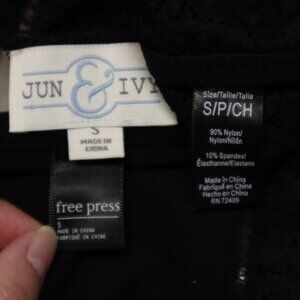 JUN & IVY
S
MADE IN
CHINA
free press
S
MADE IN CHINA
FABRIQUÉ EN CHINE
Size/Taille/Talla
S/P/CH
90% Nylon/
Nylon/Nilón
10% Spandex/
Élasthanne/Elastano
Made in China
Fabriqué en Chine
Hecho en China
RN 72409